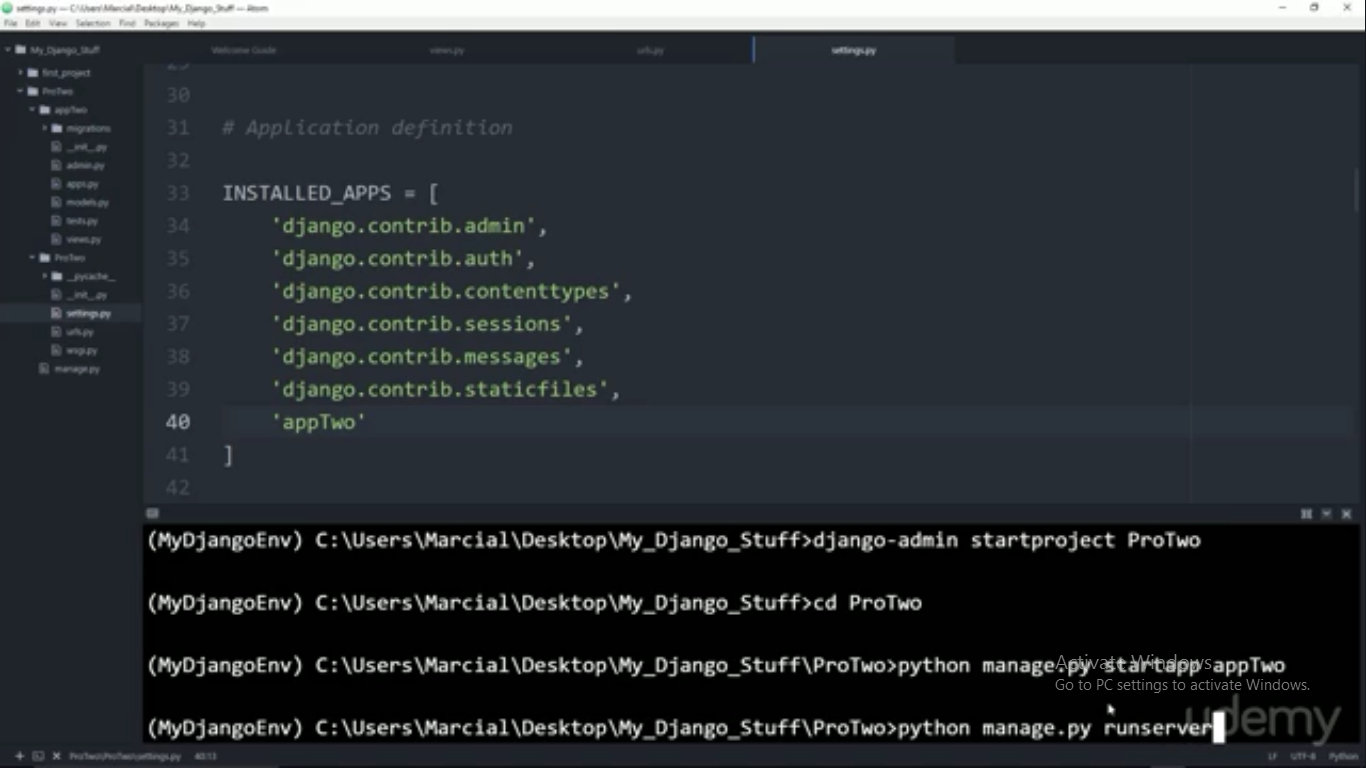 settings.py — C:\Users\Marcial\Desktop\My_Django_Stuff — Atom
File Edit View Selection Find Packages Help
My_Django_Stuff
first_project
ProTwo
appTwo
migrations
__init__.py
admin.py
apps.py
models.py
tests.py
views.py
ProTwo
__pycache__
__init__.py
settings.py
urls.py
wsgi.py
manage.py
Welcome Guide views.py urls.py settings.py
29
30
31 # Application definition
32
33 INSTALLED_APPS = [
34 'django.contrib.admin',
35 'django.contrib.auth',
36 'django.contrib.contenttypes',
37 'django.contrib.sessions',
38 'django.contrib.messages',
39 'django.contrib.staticfiles',
40 'appTwo'
41 ]
42
(MyDjangoEnv) C:\Users\Marcial\Desktop\My_Django_Stuff>django-admin startproject ProTwo
(MyDjangoEnv) C:\Users\Marcial\Desktop\My_Django_Stuff>cd ProTwo
(MyDjangoEnv) C:\Users\Marcial\Desktop\My_Django_Stuff\ProTwo>python manage.py startapp appTwo
Activate Windows
Go to PC settings to activate Windows.
(MyDjangoEnv) C:\Users\Marcial\Desktop\My_Django_Stuff\ProTwo>python manage.py runserver
udemy
ProTwo\ProTwo\settings.py 40:13 LF UTF-8 Python